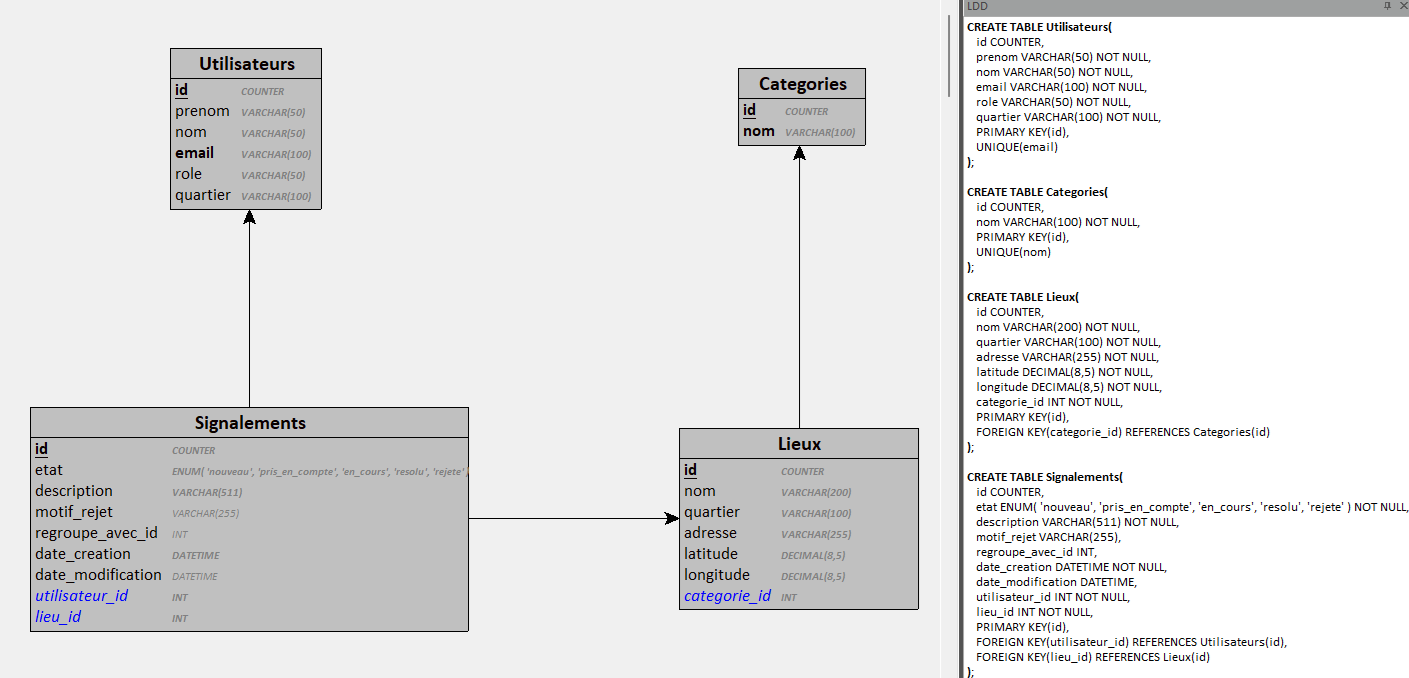 Utilisateurs
id COUNTER
prenom VARCHAR(50)
nom VARCHAR(50)
email VARCHAR(100)
role VARCHAR(50)
quartier VARCHAR(100)
Categories
id COUNTER
nom VARCHAR(100)
Signalements
id COUNTER
etat ENUM( 'nouveau', 'pris_en_compte', 'en_cours', 'resolu', 'rejete' )
description VARCHAR(511)
motif_rejet VARCHAR(255)
regroupe_avec_id INT
date_creation DATETIME
date_modification DATETIME
utilisateur_id INT
lieu_id INT
Lieux
id COUNTER
nom VARCHAR(200)
quartier VARCHAR(100)
adresse VARCHAR(255)
latitude DECIMAL(8,5)
longitude DECIMAL(8,5)
categorie_id INT
LDD
CREATE TABLE Utilisateurs(
id COUNTER,
prenom VARCHAR(50) NOT NULL,
nom VARCHAR(50) NOT NULL,
email VARCHAR(100) NOT NULL,
role VARCHAR(50) NOT NULL,
quartier VARCHAR(100) NOT NULL,
PRIMARY KEY(id),
UNIQUE(email)
);
CREATE TABLE Categories(
id COUNTER,
nom VARCHAR(100) NOT NULL,
PRIMARY KEY(id),
UNIQUE(nom)
);
CREATE TABLE Lieux(
id COUNTER,
nom VARCHAR(200) NOT NULL,
quartier VARCHAR(100) NOT NULL,
adresse VARCHAR(255) NOT NULL,
latitude DECIMAL(8,5) NOT NULL,
longitude DECIMAL(8,5) NOT NULL,
categorie_id INT NOT NULL,
PRIMARY KEY(id),
FOREIGN KEY(categorie_id) REFERENCES Categories(id)
);
CREATE TABLE Signalements(
id COUNTER,
etat ENUM( 'nouveau', 'pris_en_compte', 'en_cours', 'resolu', 'rejete' ) NOT NULL,
description VARCHAR(511) NOT NULL,
motif_rejet VARCHAR(255),
regroupe_avec_id INT,
date_creation DATETIME NOT NULL,
date_modification DATETIME,
utilisateur_id INT NOT NULL,
lieu_id INT NOT NULL,
PRIMARY KEY(id),
FOREIGN KEY(utilisateur_id) REFERENCES Utilisateurs(id),
FOREIGN KEY(lieu_id) REFERENCES Lieux(id)
);